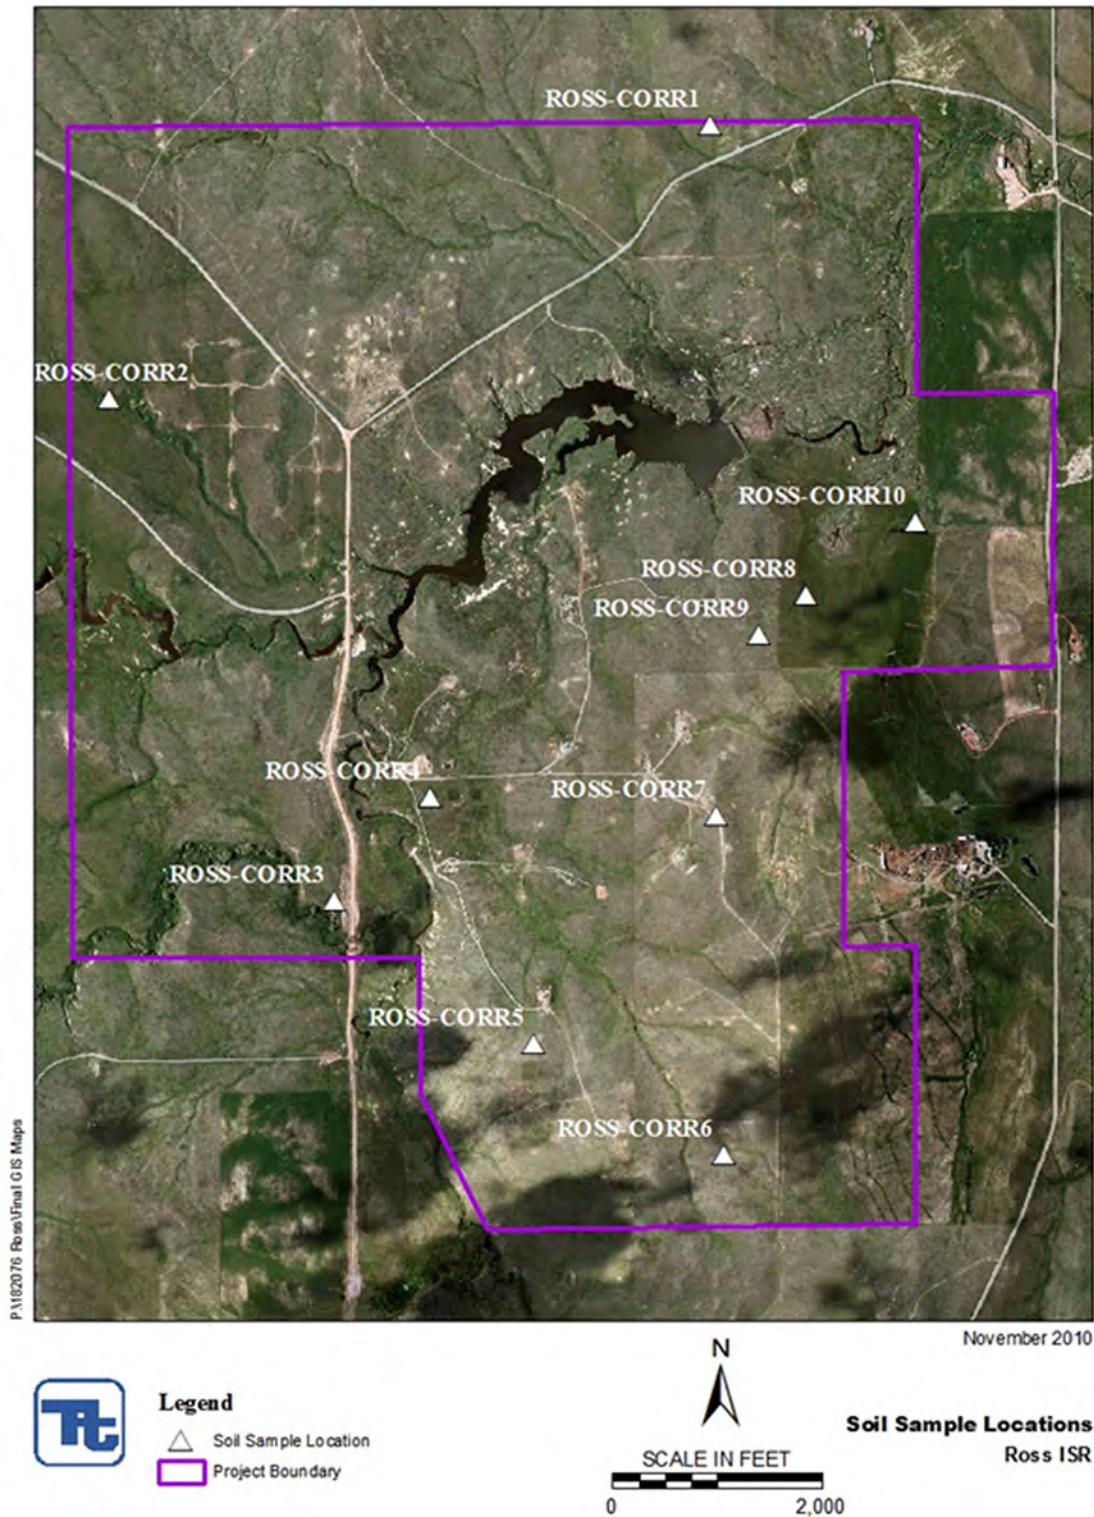 ROSS-CORR1
ROSS-CORR2
ROSS-CORR10
ROSS-CORR8
ROSS-CORR9
ROSS-CORR4
ROSS-CORR7
ROSS-CORR3
ROSS-CORR5
ROSS-CORR6
P:\182076 Ross\Final GIS Maps
November 2010
N
Legend
Soil Sample Location
Project Boundary
SCALE IN FEET
0 2,000
Soil Sample Locations
Ross ISR